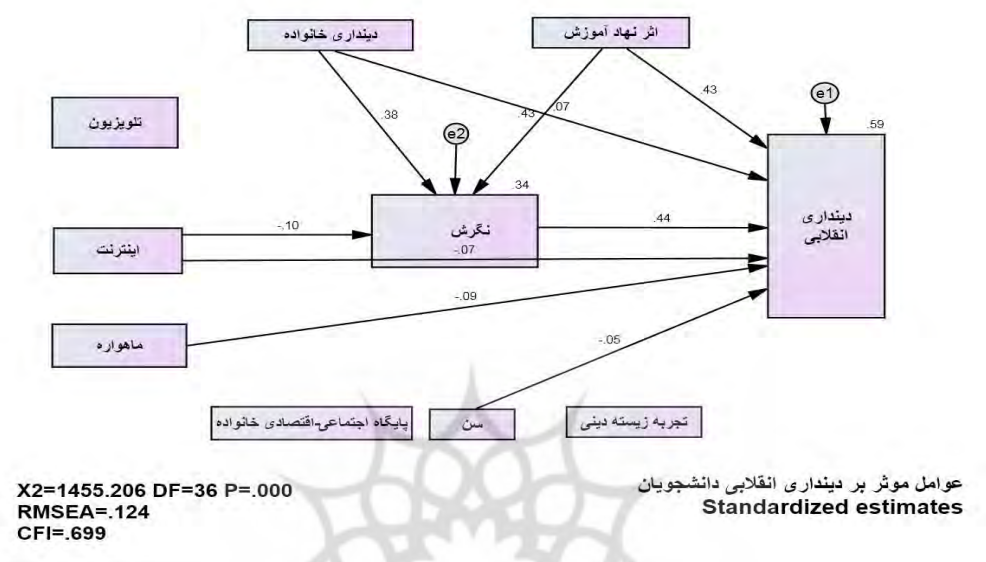 دینداری خانواده
اثر نهاد آموزش
تلویزیون
e1
.59
.43
.07
.43
.38
e2
.34
نگرش
دینداری
انقلابی
.44
-.10
اینترنت
-.07
-.09
ماهواره
-.05
پایگاه اجتماعی-اقتصادی خانواده
سن
تجربه زیسته دینی
X2=1455.206 DF=36 P=.000
RMSEA=.124
CFI=.699
عوامل موثر بر دینداری انقلابی دانشجویان
Standardized estimates